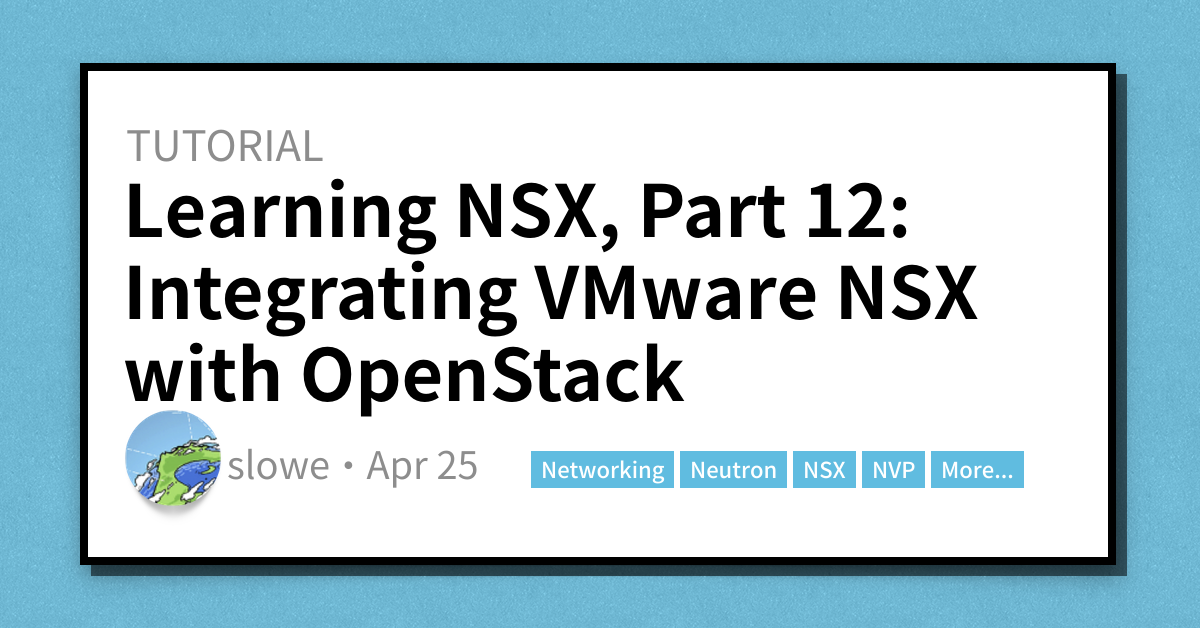 TUTORIAL
Learning NSX, Part 12:
Integrating VMware NSX
with OpenStack
slowe • Apr 25
Networking Neutron NSX NVP More...